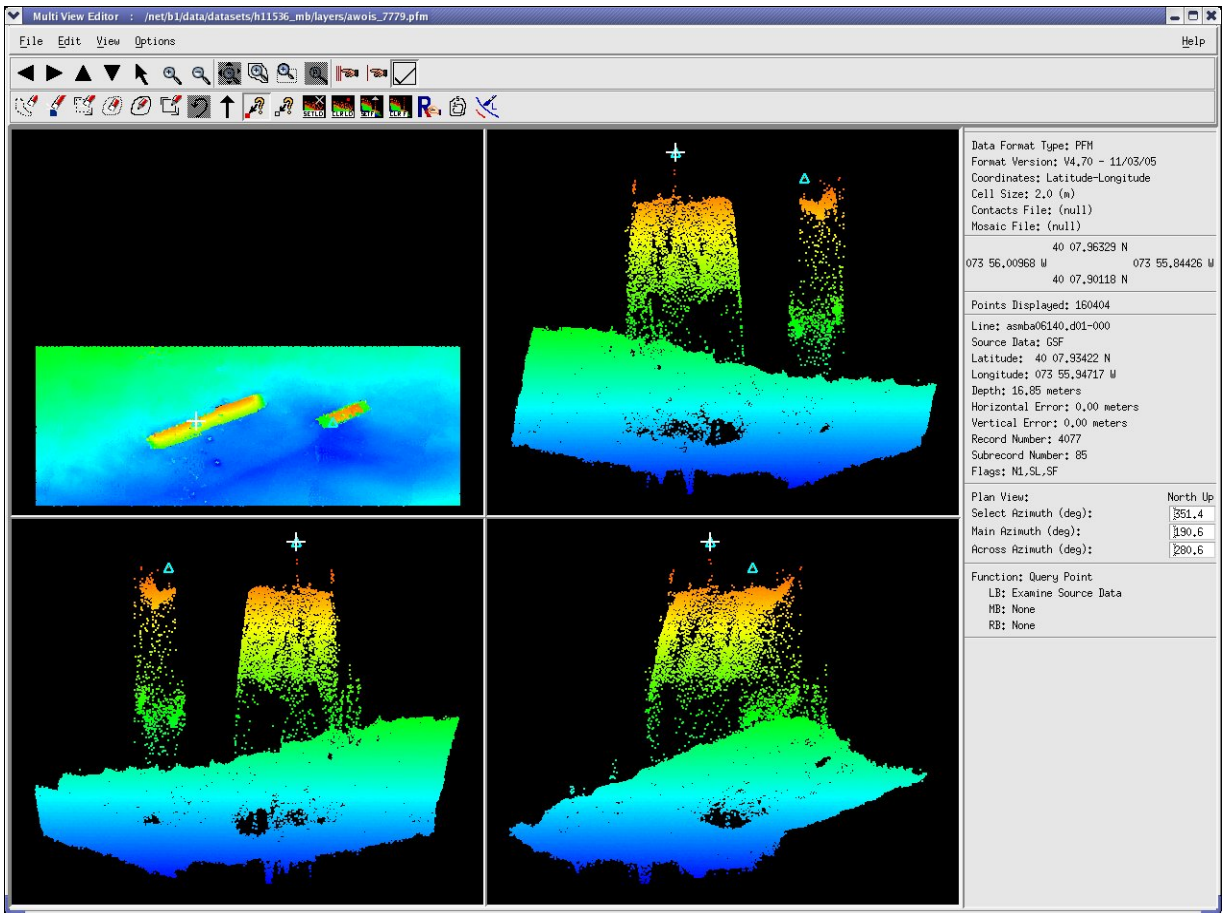 Multi View Editor : /net/b1/data/datasets/h11536_mb/layers/awois_7779.pfm
File Edit View Options Help
SETLD CLRLD SETF CLR F R
Data Format Type: PFM
Format Version: V4.70 - 11/03/05
Coordinates: Latitude-Longitude
Cell Size: 2.0 (m)
Contacts File: (null)
Mosaic File: (null)
40 07.96329 N
073 56.00968 W 073 55.84426 W
40 07.90118 N
Points Displayed: 160404
Line: asmba06140.d01-000
Source Data: GSF
Latitude: 40 07.93422 N
Longitude: 073 55.94717 W
Depth: 16.85 meters
Horizontal Error: 0.00 meters
Vertical Error: 0.00 meters
Record Number: 4077
Subrecord Number: 85
Flags: N1,SL,SF
Plan View: North Up
Select Azimuth (deg): 351.4
Main Azimuth (deg): 190.6
Across Azimuth (deg): 280.6
Function: Query Point
LB: Examine Source Data
MB: None
RB: None